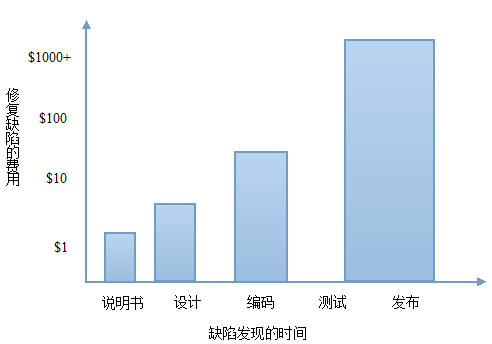 $1000+
$100
$10
$1
修复缺陷的费用
说明书 设计 编码 测试 发布
缺陷发现的时间